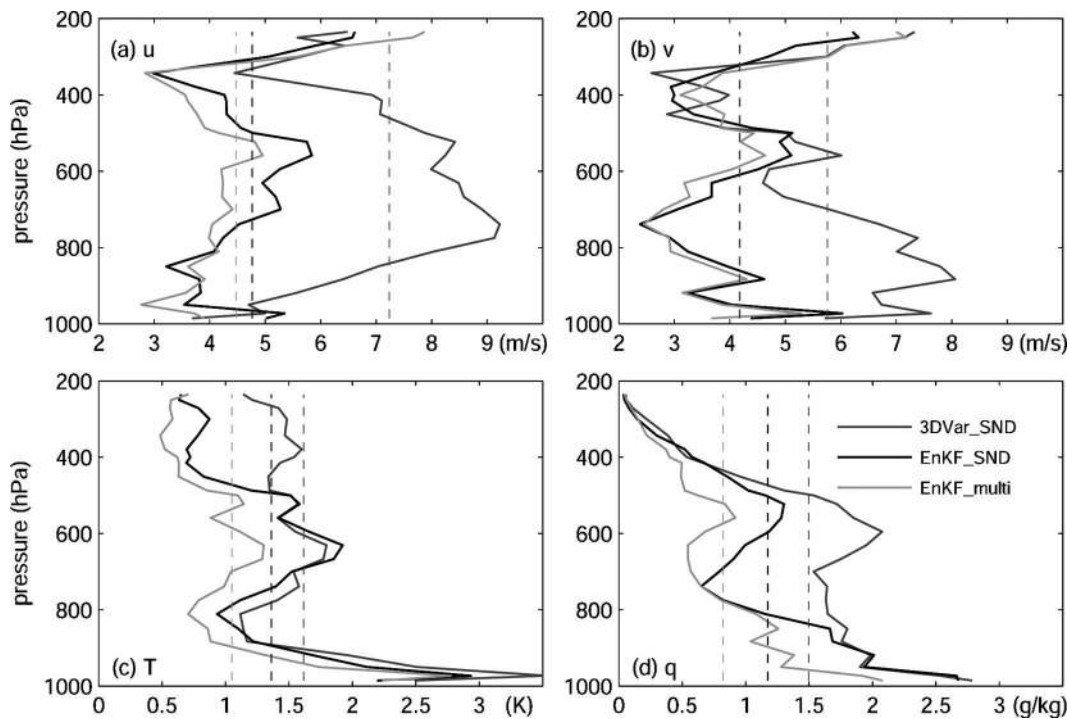 200
400
600
800
1000
pressure (hPa)
(a) u
2 3 4 5 6 7 8 9 (m/s)
200
400
600
800
1000
(b) v
2 3 4 5 6 7 8 9 (m/s)
200
400
600
800
1000
pressure (hPa)
(c) T
0 0.5 1 1.5 2 2.5 3 (K)
200
400
600
800
1000
3DVar_SND
EnKF_SND
EnKF_multi
(d) q
0 0.5 1 1.5 2 2.5 3 (g/kg)